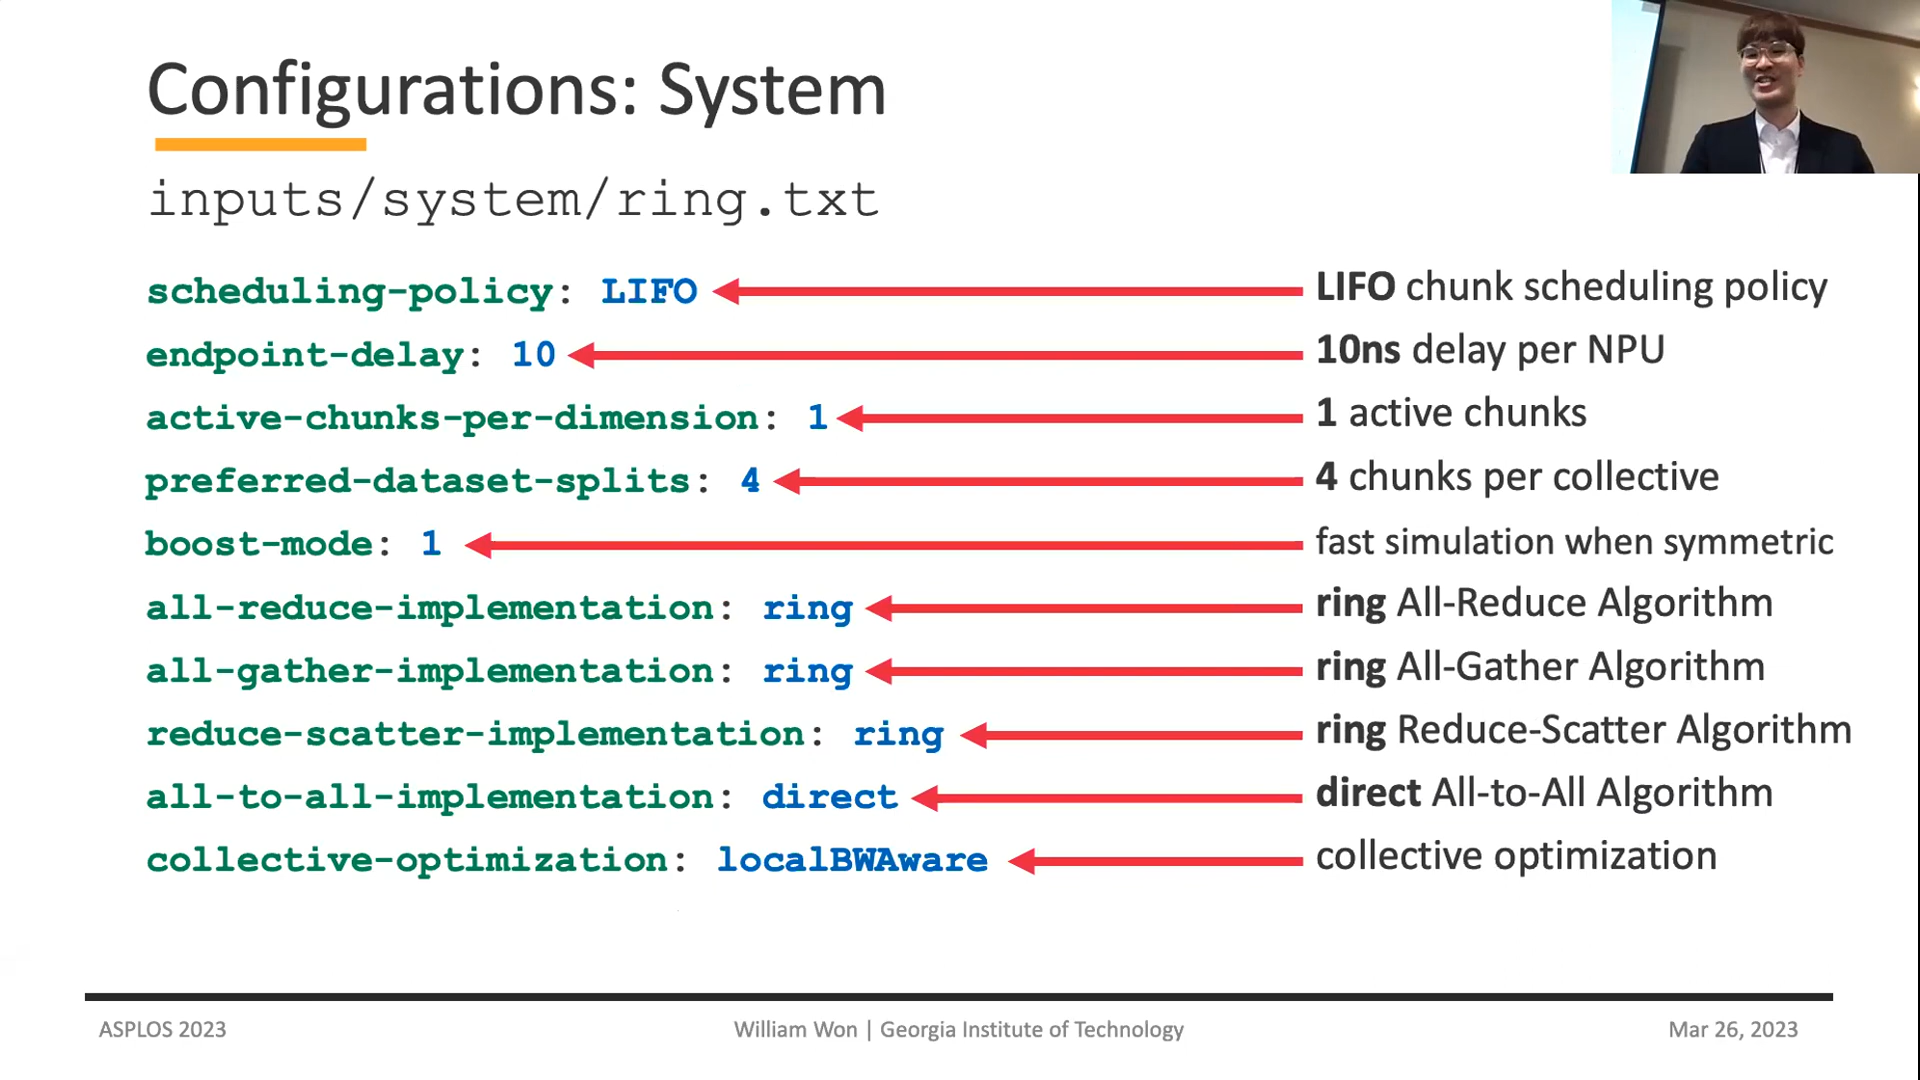 Configurations: System
inputs/system/ring.txt
scheduling-policy: LIFO
LIFO chunk scheduling policy
endpoint-delay: 10
10ns delay per NPU
active-chunks-per-dimension: 1
1 active chunks
preferred-dataset-splits: 4
4 chunks per collective
boost-mode: 1
fast simulation when symmetric
all-reduce-implementation: ring
ring All-Reduce Algorithm
all-gather-implementation: ring
ring All-Gather Algorithm
reduce-scatter-implementation: ring
ring Reduce-Scatter Algorithm
all-to-all-implementation: direct
direct All-to-All Algorithm
collective-optimization: localBWAware
collective optimization
ASPLOS 2023
William Won | Georgia Institute of Technology
Mar 26, 2023